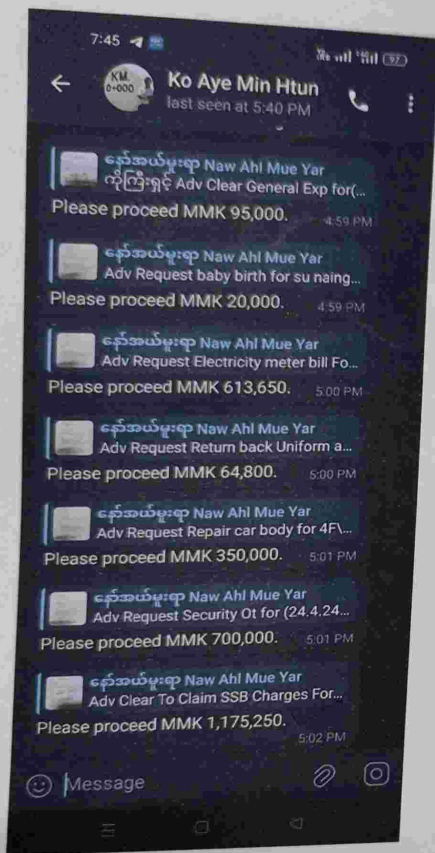 7:45
97
KM.
0+000
Ko Aye Min Htun
last seen at 5:40 PM
နော်အယ်မူးရာ Naw Ahl Mue Yar
ကိုကြီးရှင့် Adv Clear General Exp for(...
Please proceed MMK 95,000.
4:59 PM
နော်အယ်မူးရာ Naw Ahl Mue Yar
Adv Request baby birth for su naing...
Please proceed MMK 20,000.
4:59 PM
နော်အယ်မူးရာ Naw Ahl Mue Yar
Adv Request Electricity meter bill Fo...
Please proceed MMK 613,650.
5:00 PM
နော်အယ်မူးရာ Naw Ahl Mue Yar
Adv Request Return back Uniform a...
Please proceed MMK 64,800.
5:00 PM
နော်အယ်မူးရာ Naw Ahl Mue Yar
Adv Request Repair car body for 4F\...
Please proceed MMK 350,000.
5:01 PM
နော်အယ်မူးရာ Naw Ahl Mue Yar
Adv Request Security Ot for (24.4.24...
Please proceed MMK 700,000.
5:01 PM
နော်အယ်မူးရာ Naw Ahl Mue Yar
Adv Clear To Claim SSB Charges For...
Please proceed MMK 1,175,250.
5:02 PM
Message